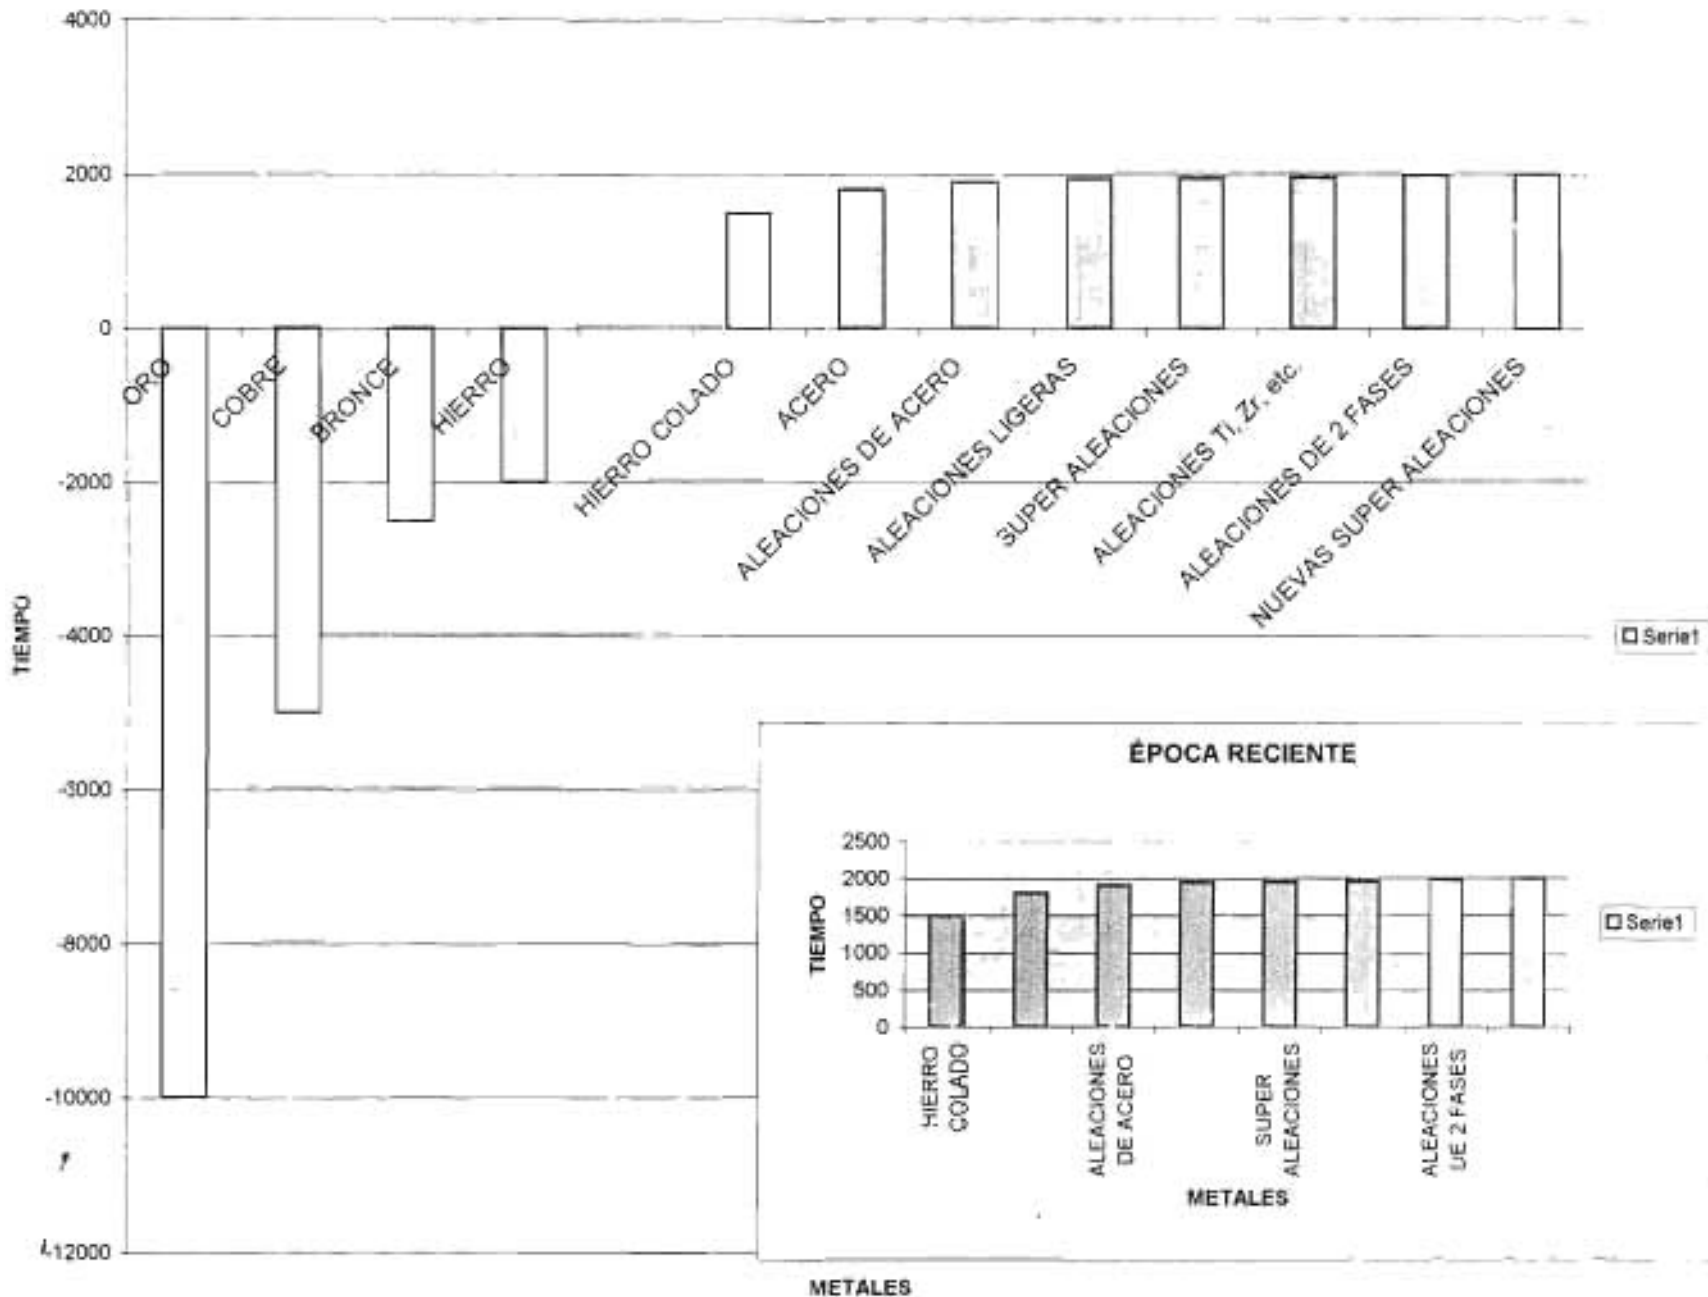 4000
2000
0
-2000
-4000
-8000
-10000
-12000
TIEMPO
ORO
COBRE
BRONCE
HIERRO
HIERRO COLADO
ACERO
ALEACIONES DE ACERO
ALEACIONES LIGERAS
SUPER ALEACIONES
ALEACIONES Ti, Zr, etc.
ALEACIONES DE 2 FASES
NUEVAS SUPER ALEACIONES
Serie1
METALES
ÉPOCA RECIENTE
2500
2000
1500
1000
500
0
TIEMPO
HIERRO
COLADO
ALEACIONES
DE ACERO
SUPER
ALEACIONES
ALEACIONES
DE 2 FASES
METALES
Serie1